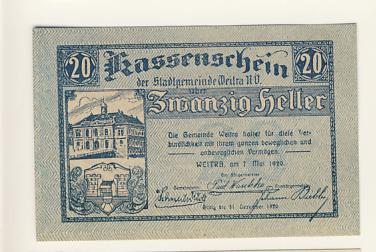 20 Kassenschein 20
der Stadtgemeinde Weitra N.Ö.
über
Zwanzig Heller
Die Gemeinde Weitra haftet für diese Ver-
bindlichkeit mit ihrem ganzen beweglichen und
unbeweglichen Vermögen.
WEITRA, am 7. Mai 1920.
Der Bürgermeister:
Gültig bis 31. Dezember 1920